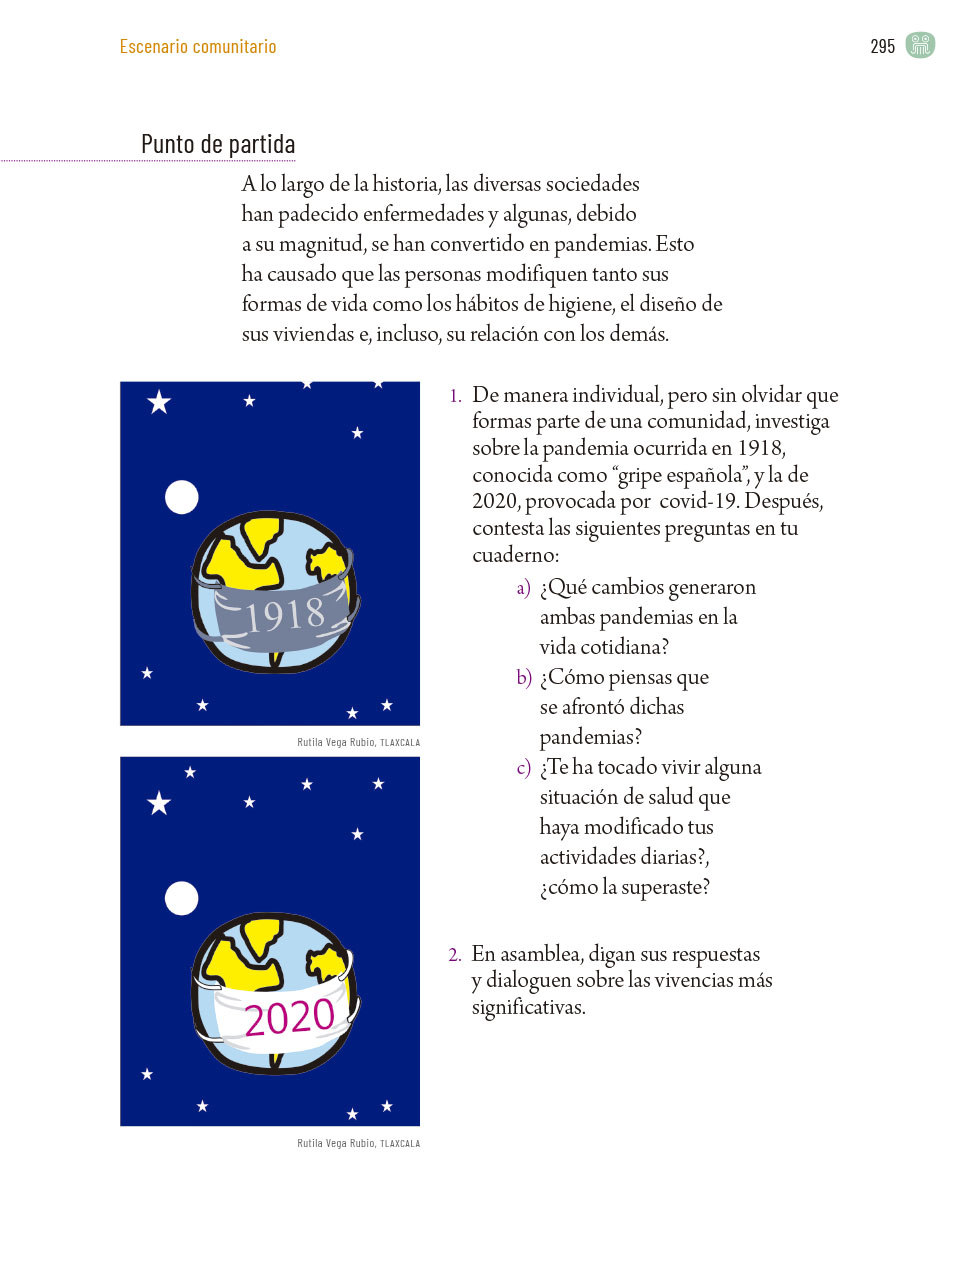 Escenario comunitario
295
Punto de partida
A lo largo de la historia, las diversas sociedades
han padecido enfermedades y algunas, debido
a su magnitud, se han convertido en pandemias. Esto
ha causado que las personas modifiquen tanto sus
formas de vida como los hábitos de higiene, el diseño de
sus viviendas e, incluso, su relación con los demás.
1918
Rutila Vega Rubio, TLAXCALA
2020
Rutila Vega Rubio, TLAXCALA
1. De manera individual, pero sin olvidar que
formas parte de una comunidad, investiga
sobre la pandemia ocurrida en 1918,
conocida como “gripe española”, y la de
2020, provocada por covid-19. Después,
contesta las siguientes preguntas en tu
cuaderno:
a) ¿Qué cambios generaron
ambas pandemias en la
vida cotidiana?
b) ¿Cómo piensas que
se afrontó dichas
pandemias?
c) ¿Te ha tocado vivir alguna
situación de salud que
haya modificado tus
actividades diarias?,
¿cómo la superaste?
2. En asamblea, digan sus respuestas
y dialoguen sobre las vivencias más
significativas.